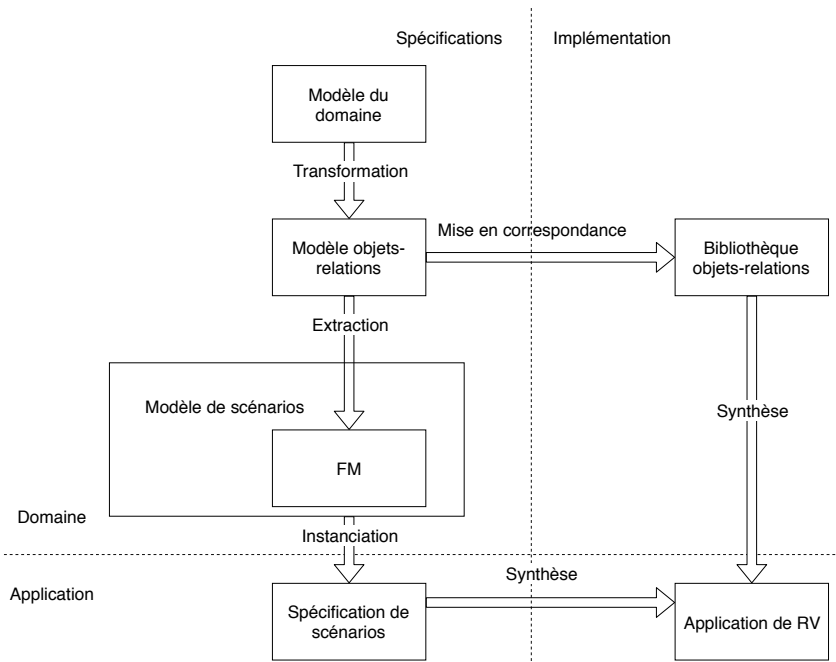 Spécifications
Implémentation
Modèle du
domaine
Transformation
Modèle objets-
relations
Mise en correspondance
Bibliothèque
objets-relations
Extraction
Modèle de scénarios
Synthèse
FM
Domaine
Instanciation
Application
Synthèse
Spécification de
scénarios
Application de RV